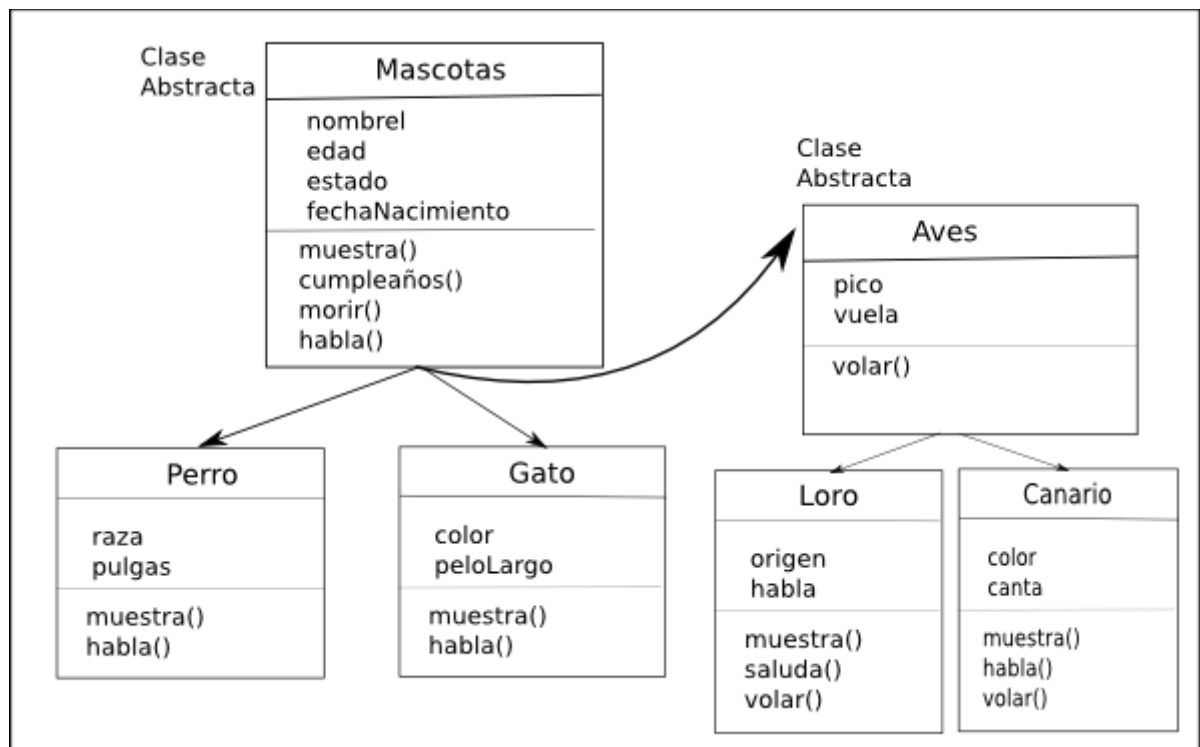 Clase
Abstracta
Mascotas
nombrel
edad
estado
fechaNacimiento
muestra()
cumpleaños()
morir()
habla()
Clase
Abstracta
Aves
pico
vuela
volar()
Perro
raza
pulgas
muestra()
habla()
Gato
color
peloLargo
muestra()
habla()
Loro
origen
habla
muestra()
saluda()
volar()
Canario
color
canta
muestra()
habla()
volar()